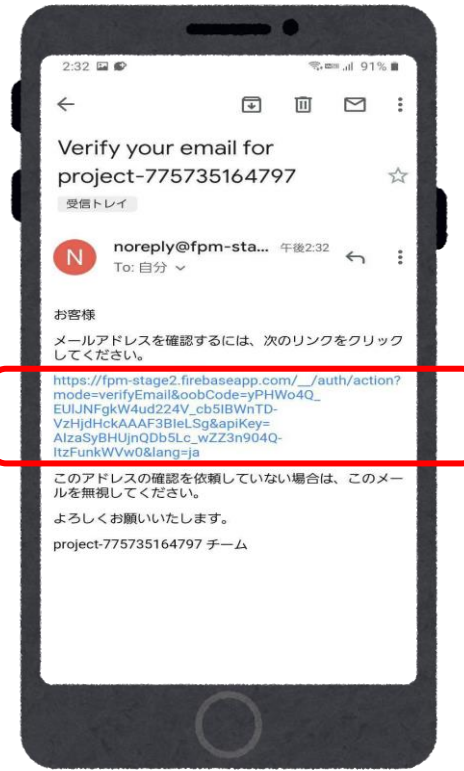 2:32 91%
Verify your email for
project-775735164797
受信トレイ
N
noreply@fpm-sta... 午後2:32
To: 自分
お客様
メールアドレスを確認するには、次のリンクをクリック
してください。
https://fpm-stage2.firebaseapp.com/__/auth/action?
mode=verifyEmail&oobCode=yPHWo4Q_
EUlJNFgkW4ud224V_cb5IBWnTD-
VzHjdHckAAAF3BIeLSg&apiKey=
AIzaSyBHUjnQDb5Lc_wZZ3n904Q-
ItzFunkWVw0&lang=ja
このアドレスの確認を依頼していない場合は、このメー
ルを無視してください。
よろしくお願いいたします。
project-775735164797 チーム